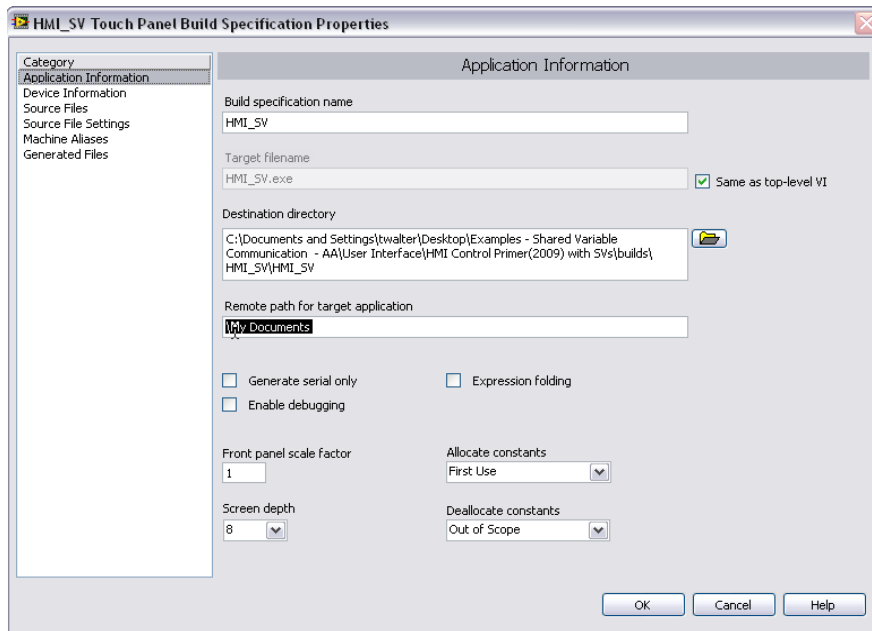 HMI_SV Touch Panel Build Specification Properties
Category
Application Information
Device Information
Source Files
Source File Settings
Machine Aliases
Generated Files
Application Information
Build specification name
HMI_SV
Target filename
HMI_SV.exe
Same as top-level VI
Destination directory
C:\Documents and Settings\twalter\Desktop\Examples - Shared Variable
Communication - AA\User Interface\HMI Control Primer(2009) with SVs\builds\
HMI_SV\HMI_SV
Remote path for target application
\My Documents
Generate serial only
Expression folding
Enable debugging
Front panel scale factor
Allocate constants
1
First Use
Screen depth
Deallocate constants
8
Out of Scope
OK
Cancel
Help